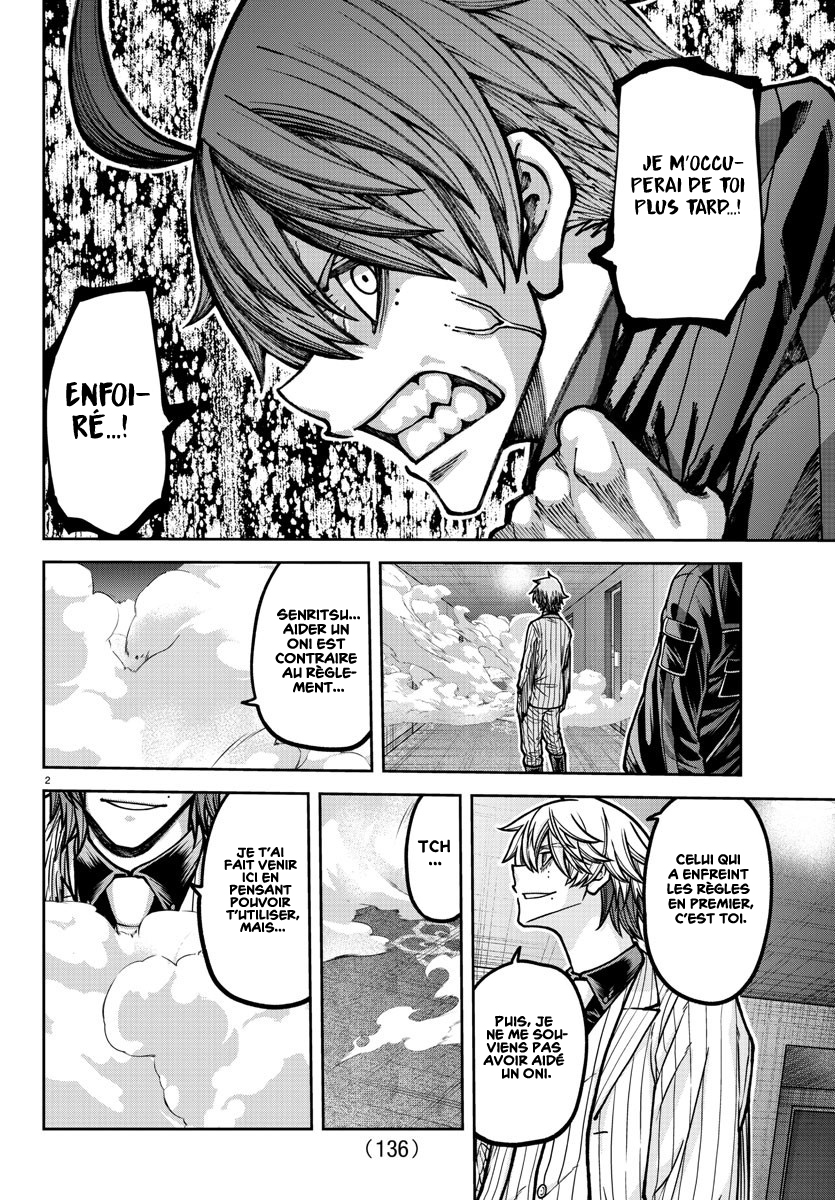 JE M'OCCU-
PERAI DE TOI
PLUS TARD...!
ENFOI-
RÉ...!
SENRITSU...
AIDER UN
ONI EST
CONTRAIRE
AU RÈGLE-
MENT...
CELUI QUI
A ENFREINT
LES RÈGLES
EN PREMIER,
C'EST TOI.
PUIS, JE
NE ME SOU-
VIENS PAS
AVOIR AIDÉ
UN ONI.
TCH
...
JE T'AI
FAIT VENIR
ICI EN
PENSANT
POUVOIR
T'UTILISER,
MAIS...
2
(136)